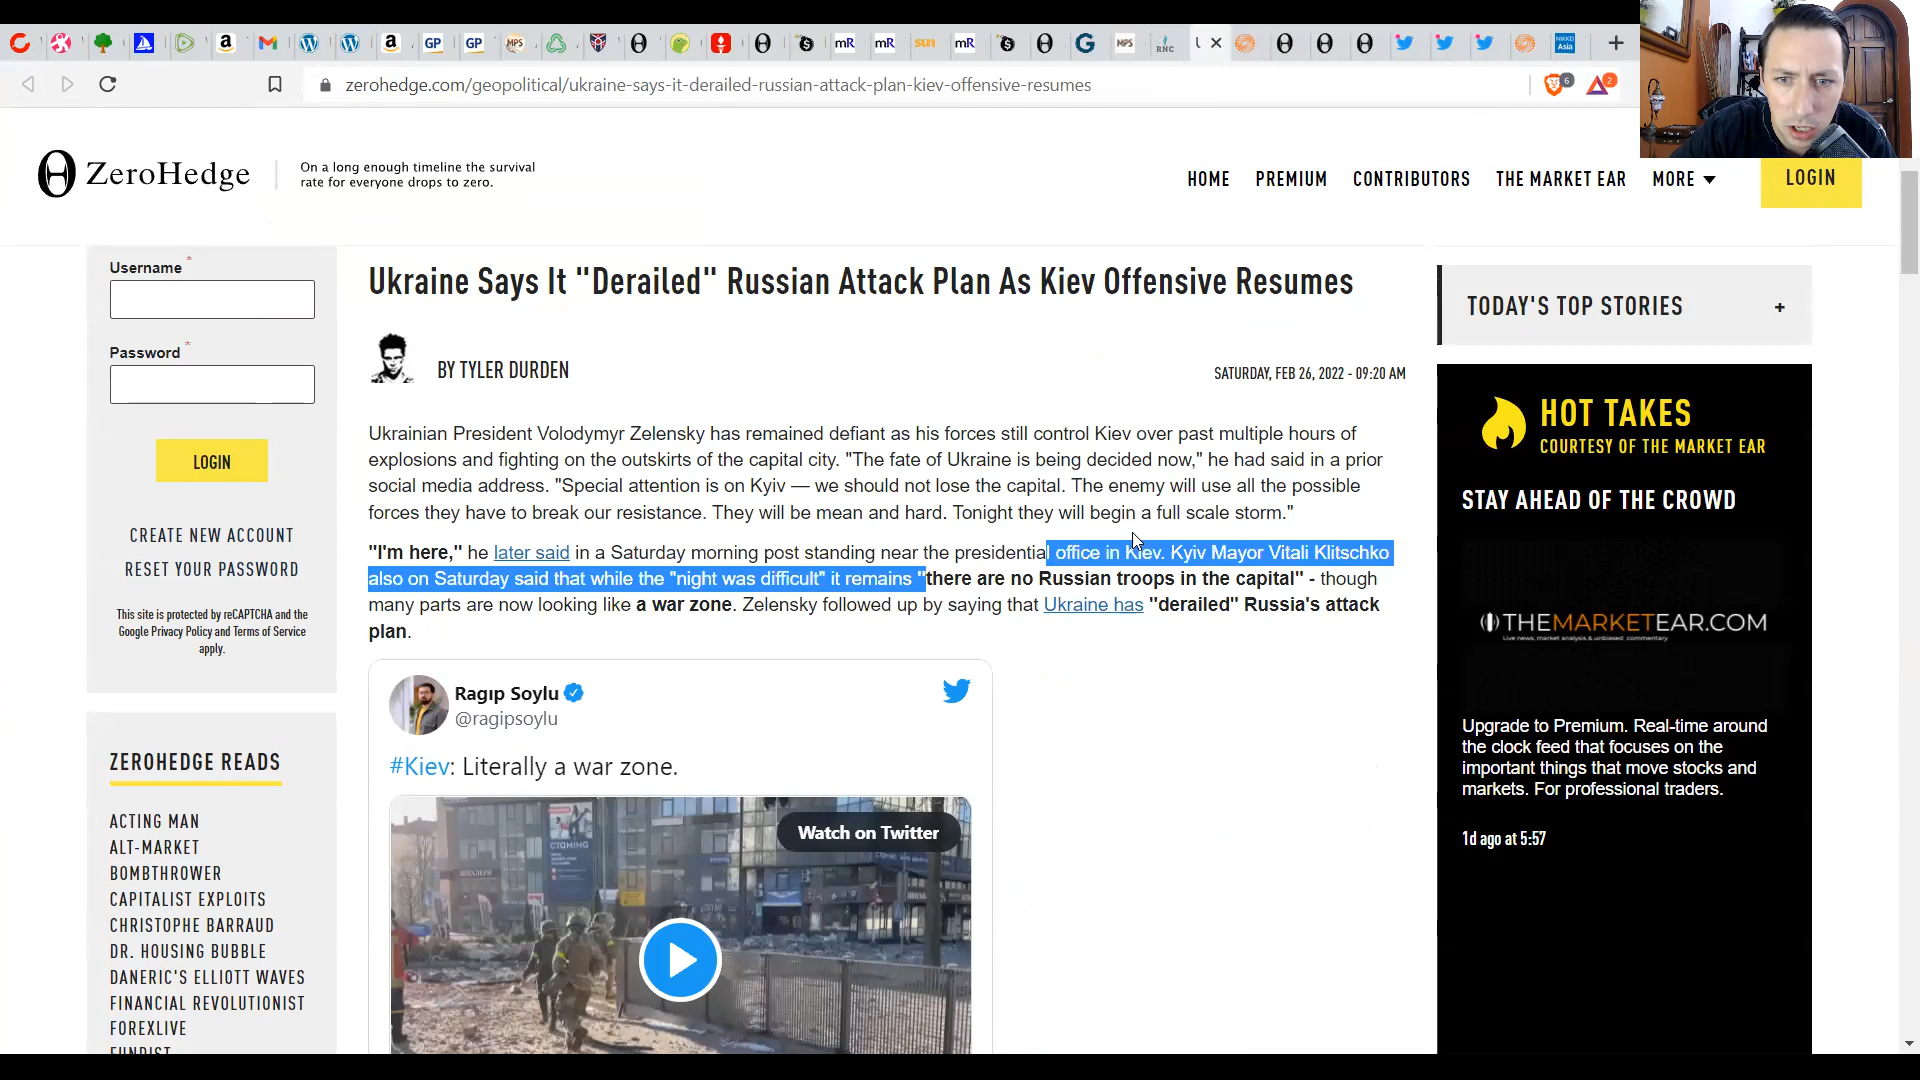 zerohedge.com/geopolitical/ukraine-says-it-derailed-russian-attack-plan-kiev-offensive-resumes
6
2
ZeroHedge
On a long enough timeline the survival
rate for everyone drops to zero.
HOME PREMIUM CONTRIBUTORS THE MARKET EAR MORE
LOGIN
Username *
Password *
LOGIN
CREATE NEW ACCOUNT
RESET YOUR PASSWORD
This site is protected by reCAPTCHA and the
Google Privacy Policy and Terms of Service
apply.
ZEROHEDGE READS
ACTING MAN
ALT-MARKET
BOMBTHROWER
CAPITALIST EXPLOITS
CHRISTOPHE BARRAUD
DR. HOUSING BUBBLE
DANERIC'S ELLIOTT WAVES
FINANCIAL REVOLUTIONIST
FOREXLIVE
Ukraine Says It "Derailed" Russian Attack Plan As Kiev Offensive Resumes
BY TYLER DURDEN
SATURDAY, FEB 26, 2022 - 09:20 AM
Ukrainian President Volodymyr Zelensky has remained defiant as his forces still control Kiev over past multiple hours of
explosions and fighting on the outskirts of the capital city. "The fate of Ukraine is being decided now," he had said in a prior
social media address. "Special attention is on Kyiv — we should not lose the capital. The enemy will use all the possible
forces they have to break our resistance. They will be mean and hard. Tonight they will begin a full scale storm."
"I'm here," he later said in a Saturday morning post standing near the presidential office in Kiev. Kyiv Mayor Vitali Klitschko
also on Saturday said that while the "night was difficult" it remains "there are no Russian troops in the capital" - though
many parts are now looking like a war zone. Zelensky followed up by saying that Ukraine has "derailed" Russia's attack
plan.
Ragıp Soylu
@ragipsoylu
#Kiev: Literally a war zone.
Watch on Twitter
TODAY'S TOP STORIES +
HOT TAKES
COURTESY OF THE MARKET EAR
STAY AHEAD OF THE CROWD
THEMARKETEAR.COM
Live news, market analysis & unbiased commentary
Upgrade to Premium. Real-time around
the clock feed that focuses on the
important things that move stocks and
markets. For professional traders.
1d ago at 5:57